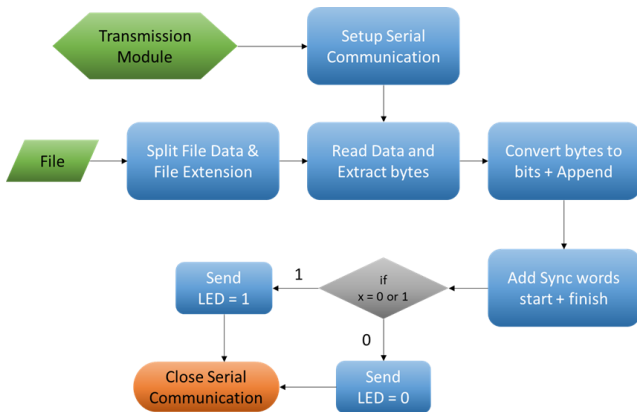 Transmission
Module
Setup Serial
Communication
File
Split File Data &
File Extension
Read Data and
Extract bytes
Convert bytes to
bits + Append
Add Sync words
start + finish
if
x = 0 or 1
1
Send
LED = 1
0
Send
LED = 0
Close Serial
Communication